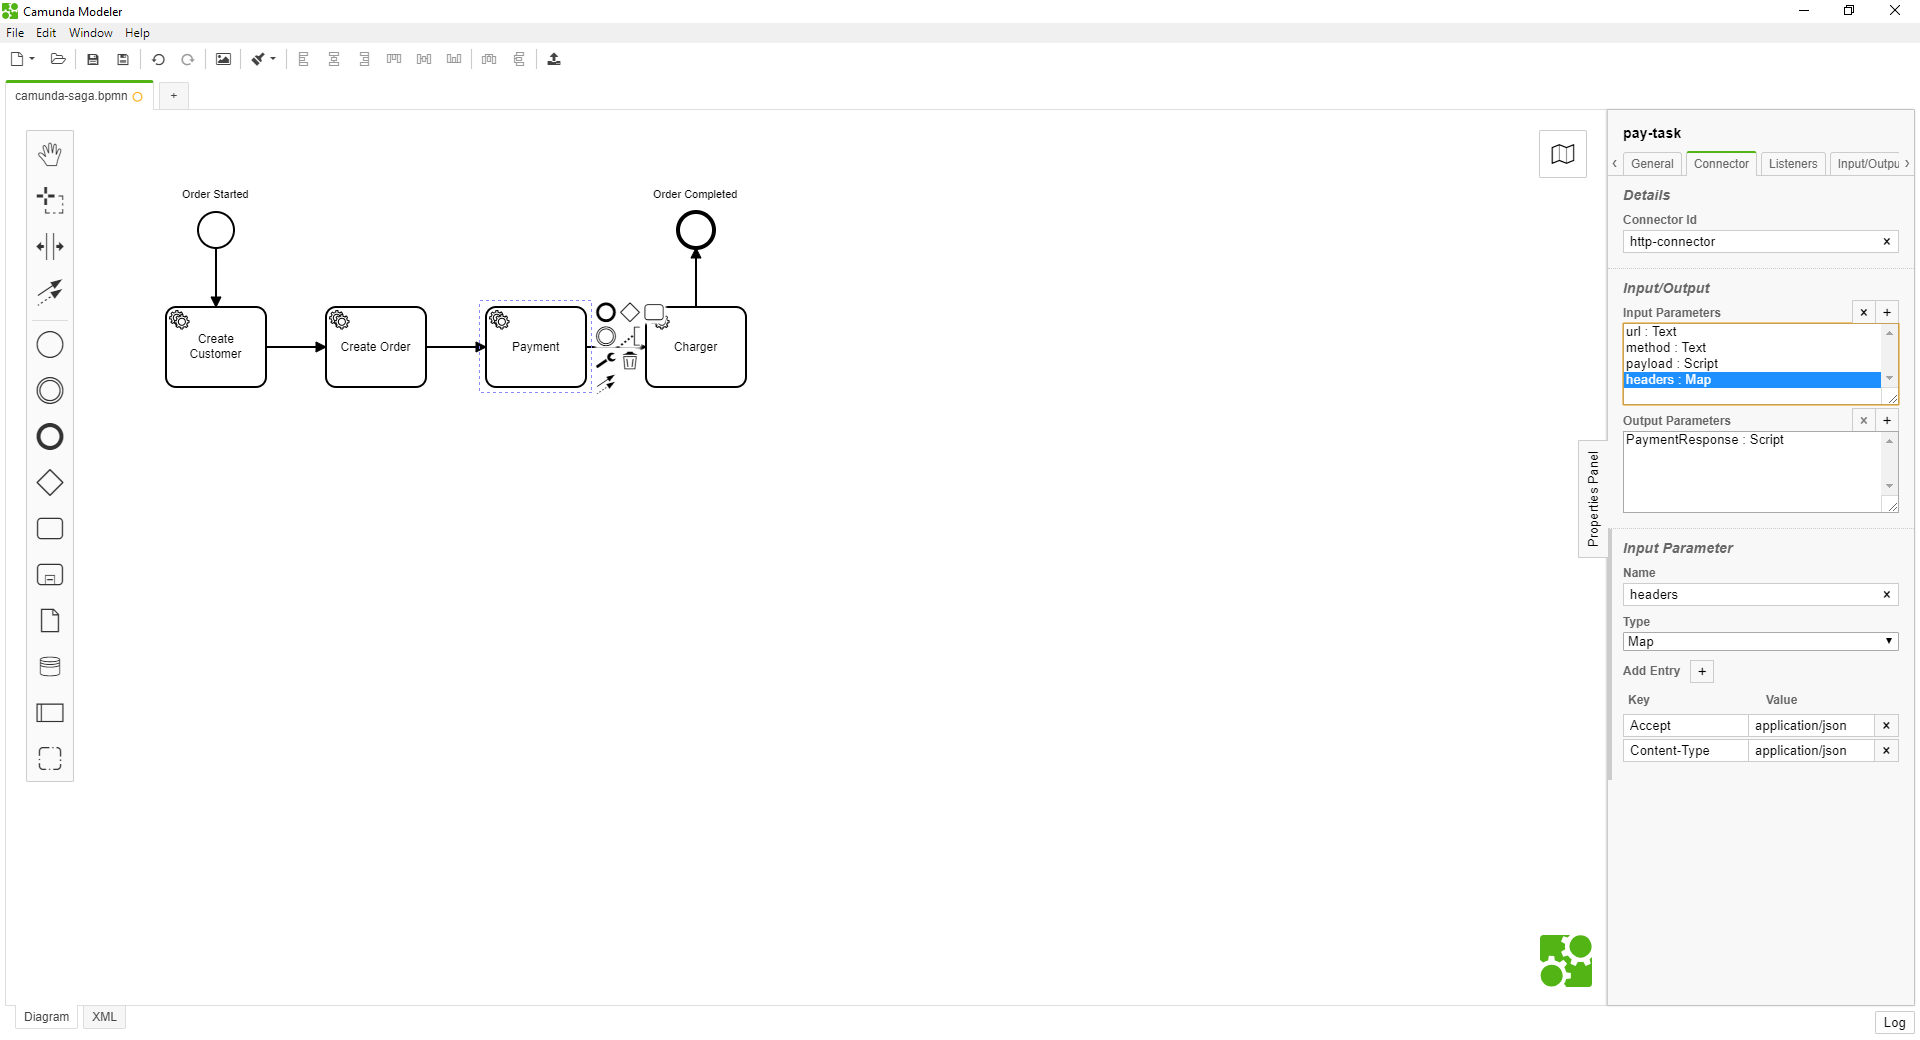 Camunda Modeler
File Edit Window Help
camunda-saga.bpmn
+
Order Started
Order Completed
Create
Customer
Create Order
Payment
Charger
Properties Panel
pay-task
General Connector Listeners Input/Outpu
Details
Connector Id
http-connector
Input/Output
Input Parameters
url : Text
method : Text
payload : Script
headers : Map
Output Parameters
PaymentResponse : Script
Input Parameter
Name
headers
Type
Map
Add Entry +
Key Value
Accept application/json
Content-Type application/json
Diagram XML
Log